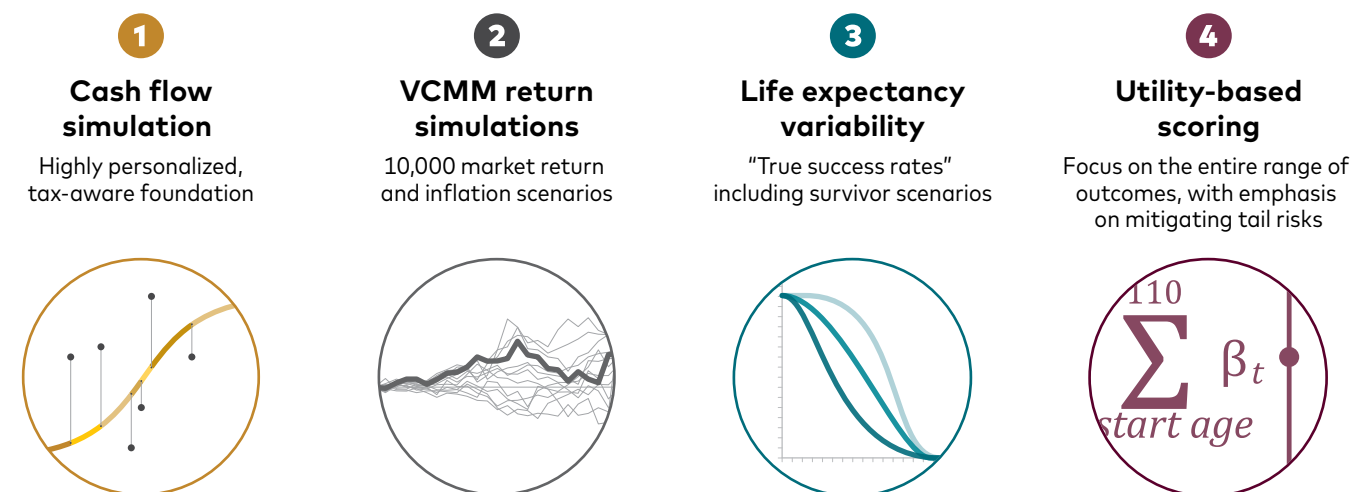 1
Cash flow
simulation
Highly personalized,
tax-aware foundation
2
VCMM return
simulations
10,000 market return
and inflation scenarios
3
Life expectancy
variability
“True success rates”
including survivor scenarios
4
Utility-based
scoring
Focus on the entire range of
outcomes, with emphasis
on mitigating tail risks
110
∑ βt
start age